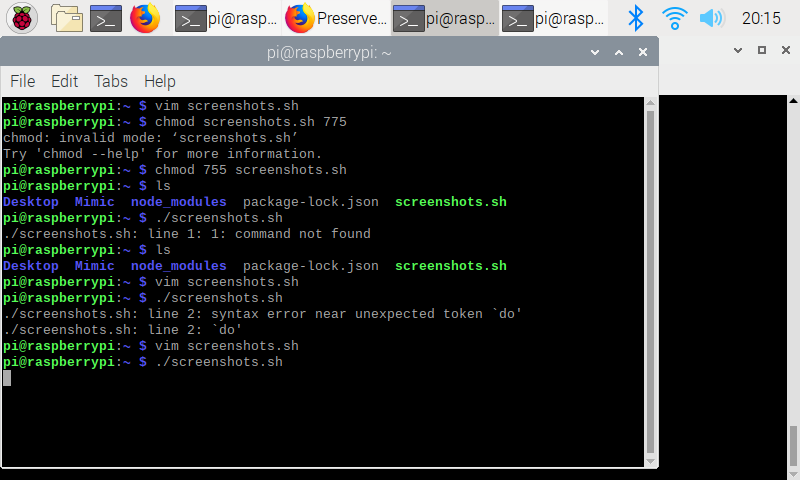 pi@raspb... Preserve... pi@rasp... pi@rasp... 20:15
pi@raspberrypi: ~
File Edit Tabs Help
pi@raspberrypi:~ $ vim screenshots.sh
pi@raspberrypi:~ $ chmod screenshots.sh 775
chmod: invalid mode: ‘screenshots.sh’
Try 'chmod --help' for more information.
pi@raspberrypi:~ $ chmod 755 screenshots.sh
pi@raspberrypi:~ $ ls
Desktop Mimic node_modules package-lock.json screenshots.sh
pi@raspberrypi:~ $ ./screenshots.sh
./screenshots.sh: line 1: 1: command not found
pi@raspberrypi:~ $ ls
Desktop Mimic node_modules package-lock.json screenshots.sh
pi@raspberrypi:~ $ vim screenshots.sh
pi@raspberrypi:~ $ ./screenshots.sh
./screenshots.sh: line 2: syntax error near unexpected token `do'
./screenshots.sh: line 2: `do'
pi@raspberrypi:~ $ vim screenshots.sh
pi@raspberrypi:~ $ ./screenshots.sh